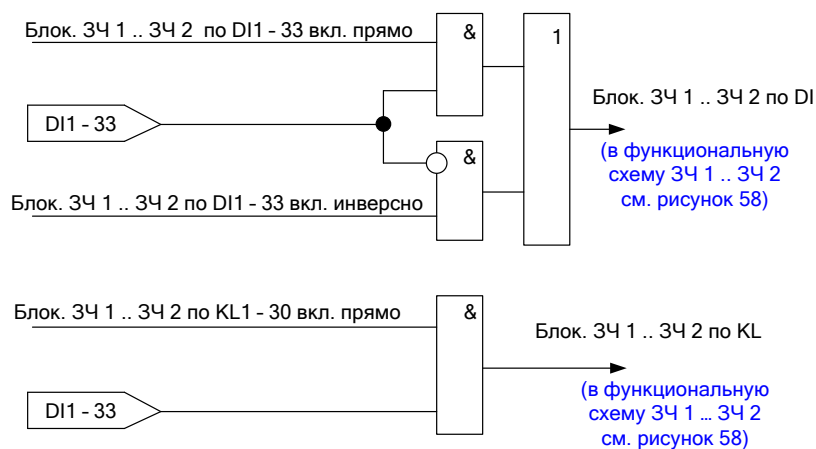 Блок. ЗЧ 1 .. ЗЧ 2 по DI1 - 33 вкл. прямо
&
1
Блок. ЗЧ 1 .. ЗЧ 2 по DI
DI1 - 33
(в функциональную
схему ЗЧ 1 .. ЗЧ 2
см. рисунок 58)
&
Блок. ЗЧ 1 .. ЗЧ 2 по DI1 - 33 вкл. инверсно
Блок. ЗЧ 1 .. ЗЧ 2 по KL1 - 30 вкл. прямо
&
Блок. ЗЧ 1 .. ЗЧ 2 по KL
DI1 - 33
(в функциональную
схему ЗЧ 1 ... ЗЧ 2
см. рисунок 58)